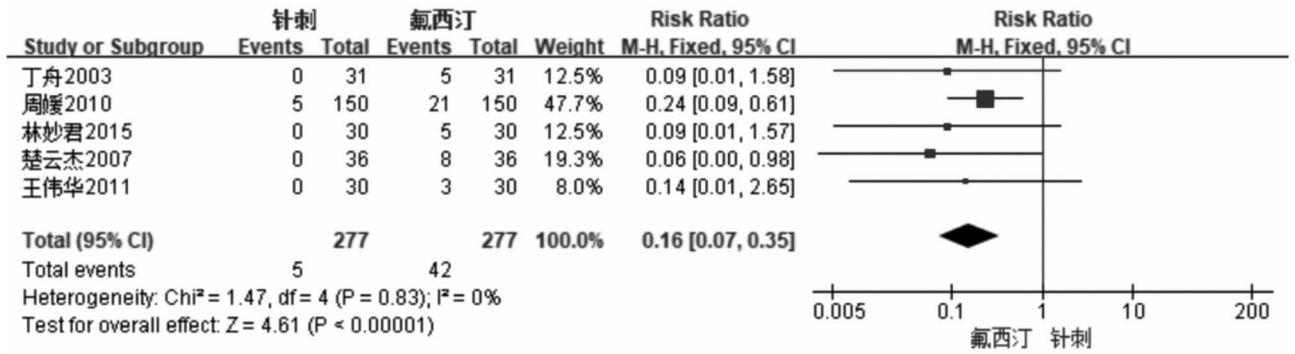 针刺 氟西汀 Risk Ratio Risk Ratio
Study or Subgroup Events Total Events Total Weight M-H, Fixed, 95% CI M-H, Fixed, 95% CI
丁舟2003 0 31 5 31 12.5% 0.09 [0.01, 1.58]
周媛2010 5 150 21 150 47.7% 0.24 [0.09, 0.61]
林妙君2015 0 30 5 30 12.5% 0.09 [0.01, 1.57]
楚云杰2007 0 36 8 36 19.3% 0.06 [0.00, 0.98]
王伟华2011 0 30 3 30 8.0% 0.14 [0.01, 2.65]
Total (95% CI) 277 277 100.0% 0.16 [0.07, 0.35]
Total events 5 42
Heterogeneity: Chi² = 1.47, df = 4 (P = 0.83); I² = 0%
Test for overall effect: Z = 4.61 (P < 0.00001)
0.005 0.1 1 10 200
氟西汀 针刺